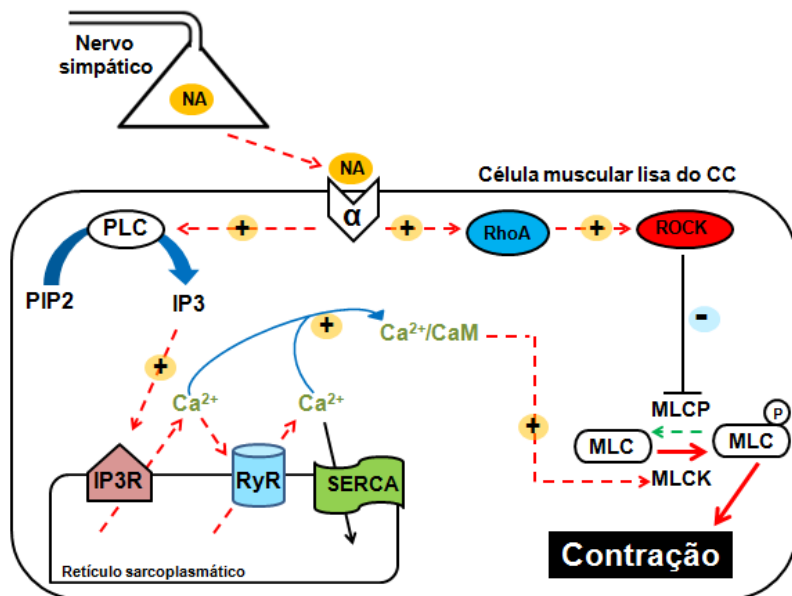 Nervo
simpático
NA
NA
Célula muscular lisa do CC
α
PLC
+
+
RhoA
+
ROCK
PIP2
IP3
-
+
Ca²⁺/CaM
+
Ca²⁺
Ca²⁺
MLCP
P
+
MLC
MLC
IP3R
RyR
SERCA
MLCK
Contração
Retículo sarcoplasmático